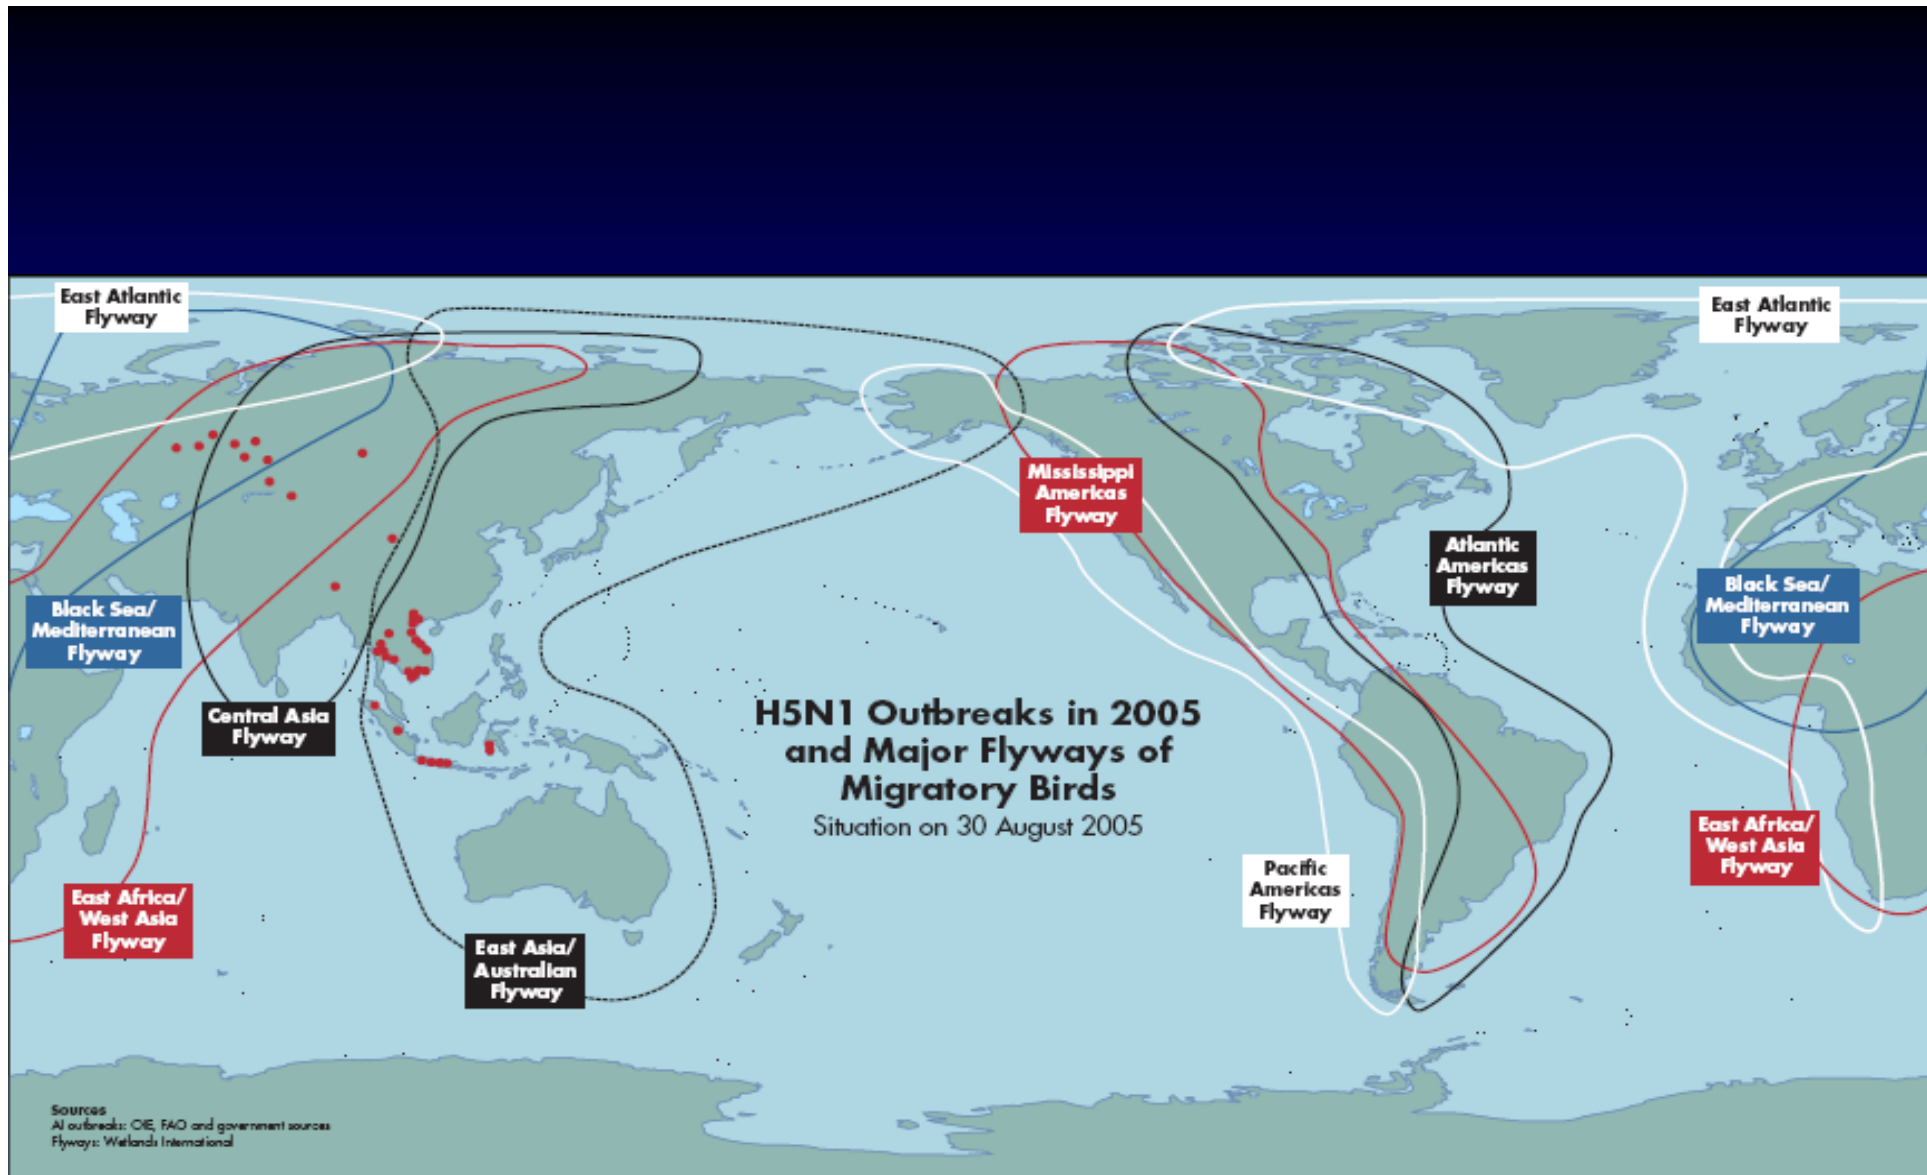 East Atlantic
Flyway
East Atlantic
Flyway
Mississippi
Americas
Flyway
Atlantic
Americas
Flyway
Black Sea/
Mediterranean
Flyway
Black Sea/
Mediterranean
Flyway
Central Asia
Flyway
H5N1 Outbreaks in 2005
and Major Flyways of
Migratory Birds
Situation on 30 August 2005
East Africa/
West Asia
Flyway
Pacific
Americas
Flyway
East Africa/
West Asia
Flyway
East Asia/
Australian
Flyway
Sources
AI outbreaks: OIE, FAO and government sources
Flyways: Wetlands International